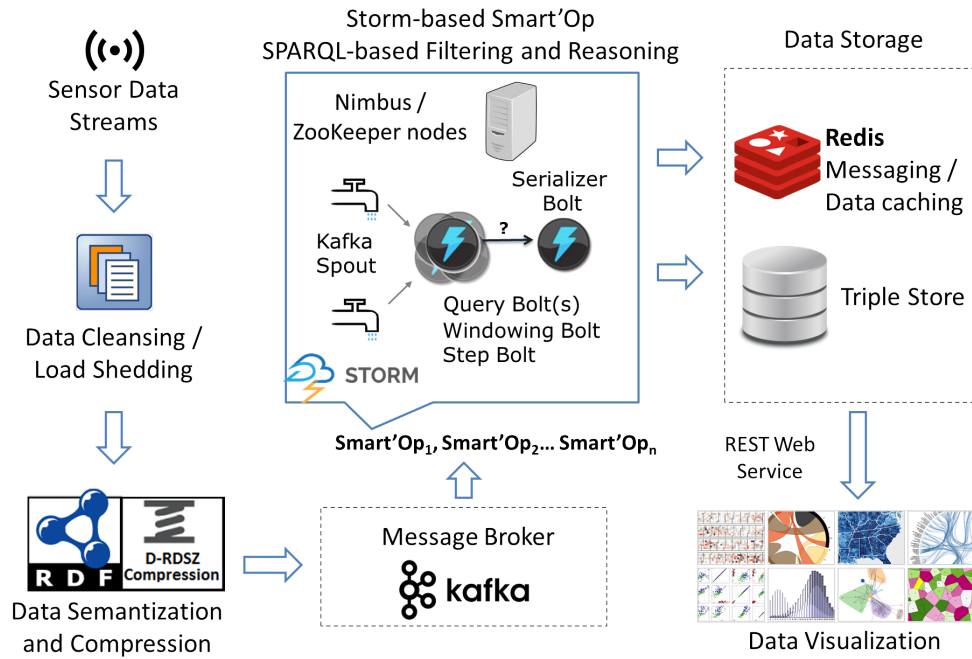 Storm-based Smart'Op
SPARQL-based Filtering and Reasoning
Sensor Data
Streams
Data Cleansing /
Load Shedding
RDF
D-RDSZ
Compression
Data Semantization
and Compression
Message Broker
kafka
Smart'Op1, Smart'Op2... Smart'Opn
Nimbus /
ZooKeeper nodes
Kafka
Spout
?
Serializer
Bolt
Query Bolt(s)
Windowing Bolt
Step Bolt
STORM
Data Storage
Redis
Messaging /
Data caching
Triple Store
REST Web
Service
Data Visualization